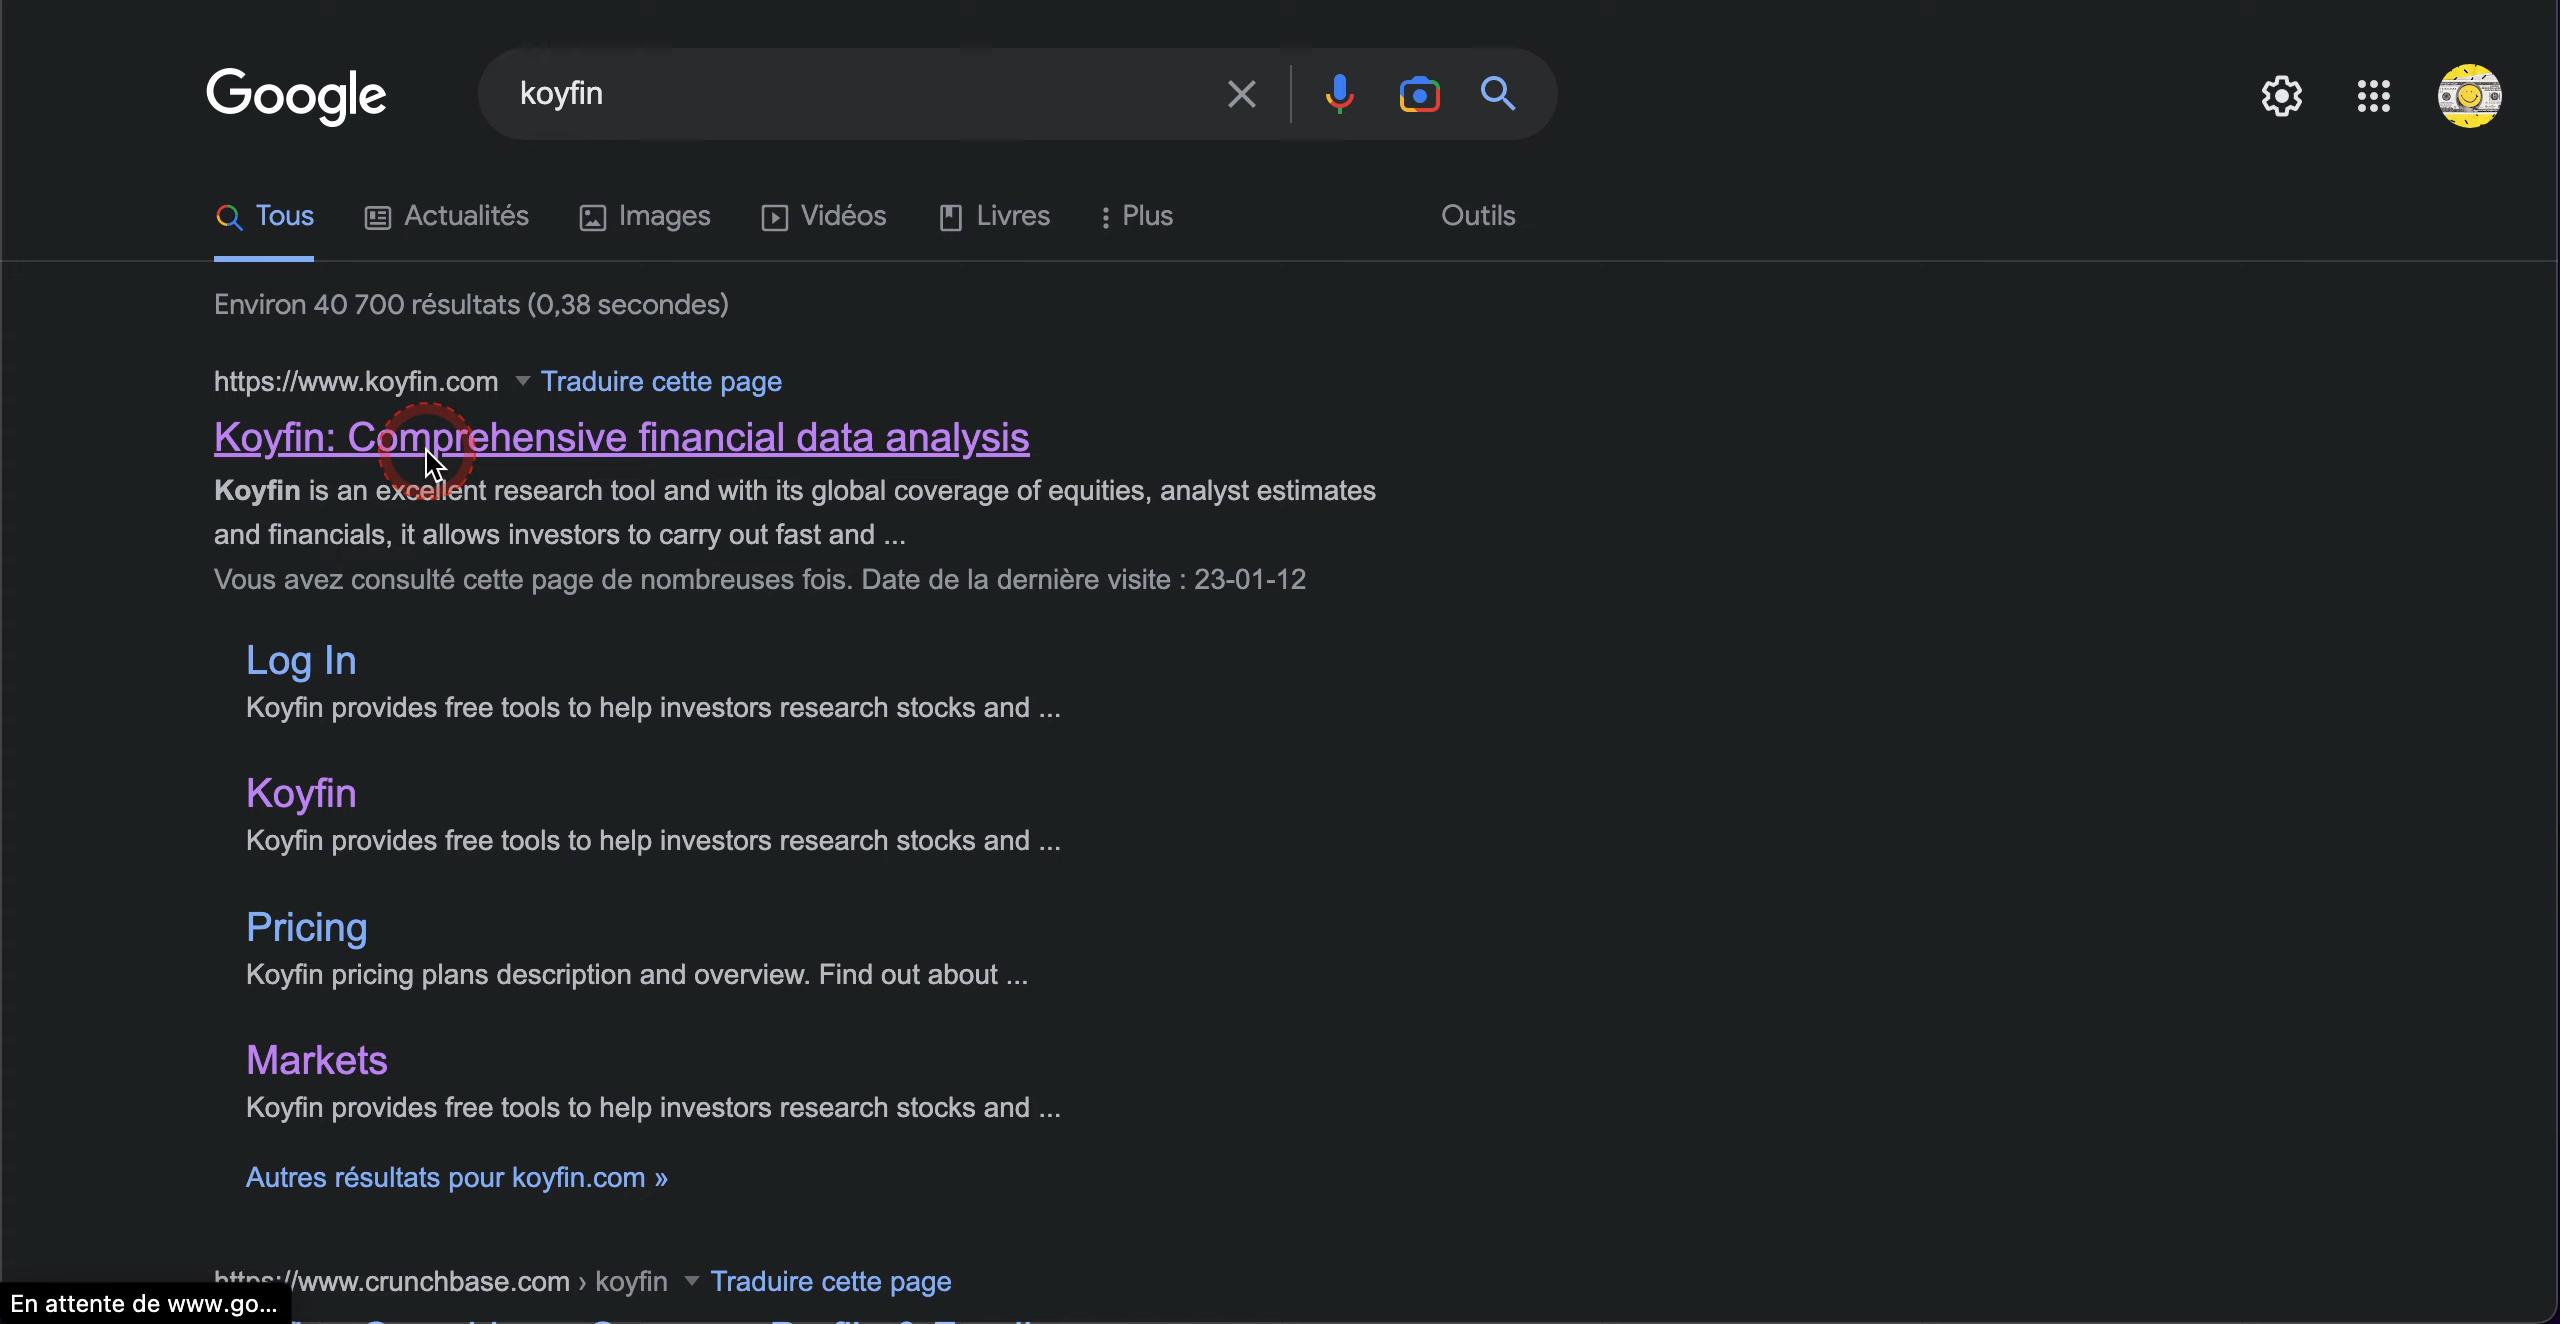 Google
koyfin
Tous
Actualités
Images
Vidéos
Livres
Plus
Outils
Environ 40 700 résultats (0,38 secondes)
https://www.koyfin.com
Traduire cette page
Koyfin: Comprehensive financial data analysis
Koyfin is an excellent research tool and with its global coverage of equities, analyst estimates
and financials, it allows investors to carry out fast and ...
Vous avez consulté cette page de nombreuses fois. Date de la dernière visite : 23-01-12
Log In
Koyfin provides free tools to help investors research stocks and ...
Koyfin
Koyfin provides free tools to help investors research stocks and ...
Pricing
Koyfin pricing plans description and overview. Find out about ...
Markets
Koyfin provides free tools to help investors research stocks and ...
Autres résultats pour koyfin.com »
https://www.crunchbase.com › koyfin
Traduire cette page
En attente de www.go...